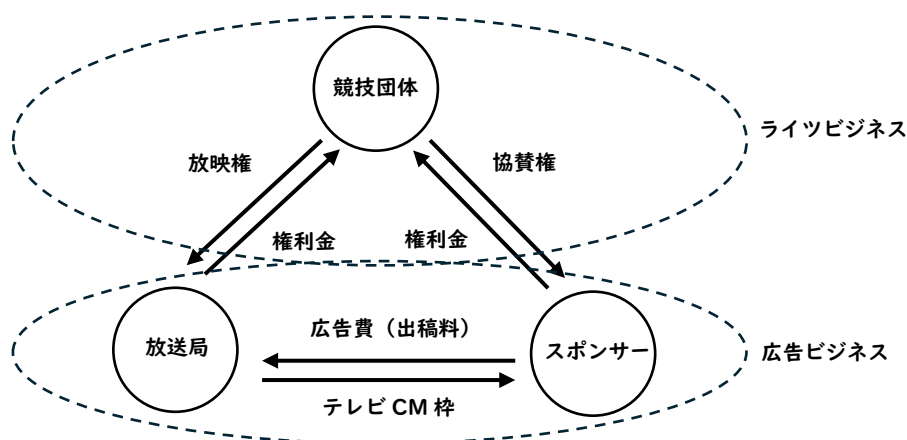 競技団体
ライツビジネス
放映権
協賛権
権利金
権利金
広告費（出稿料）
放送局
スポンサー
広告ビジネス
テレビ CM 枠